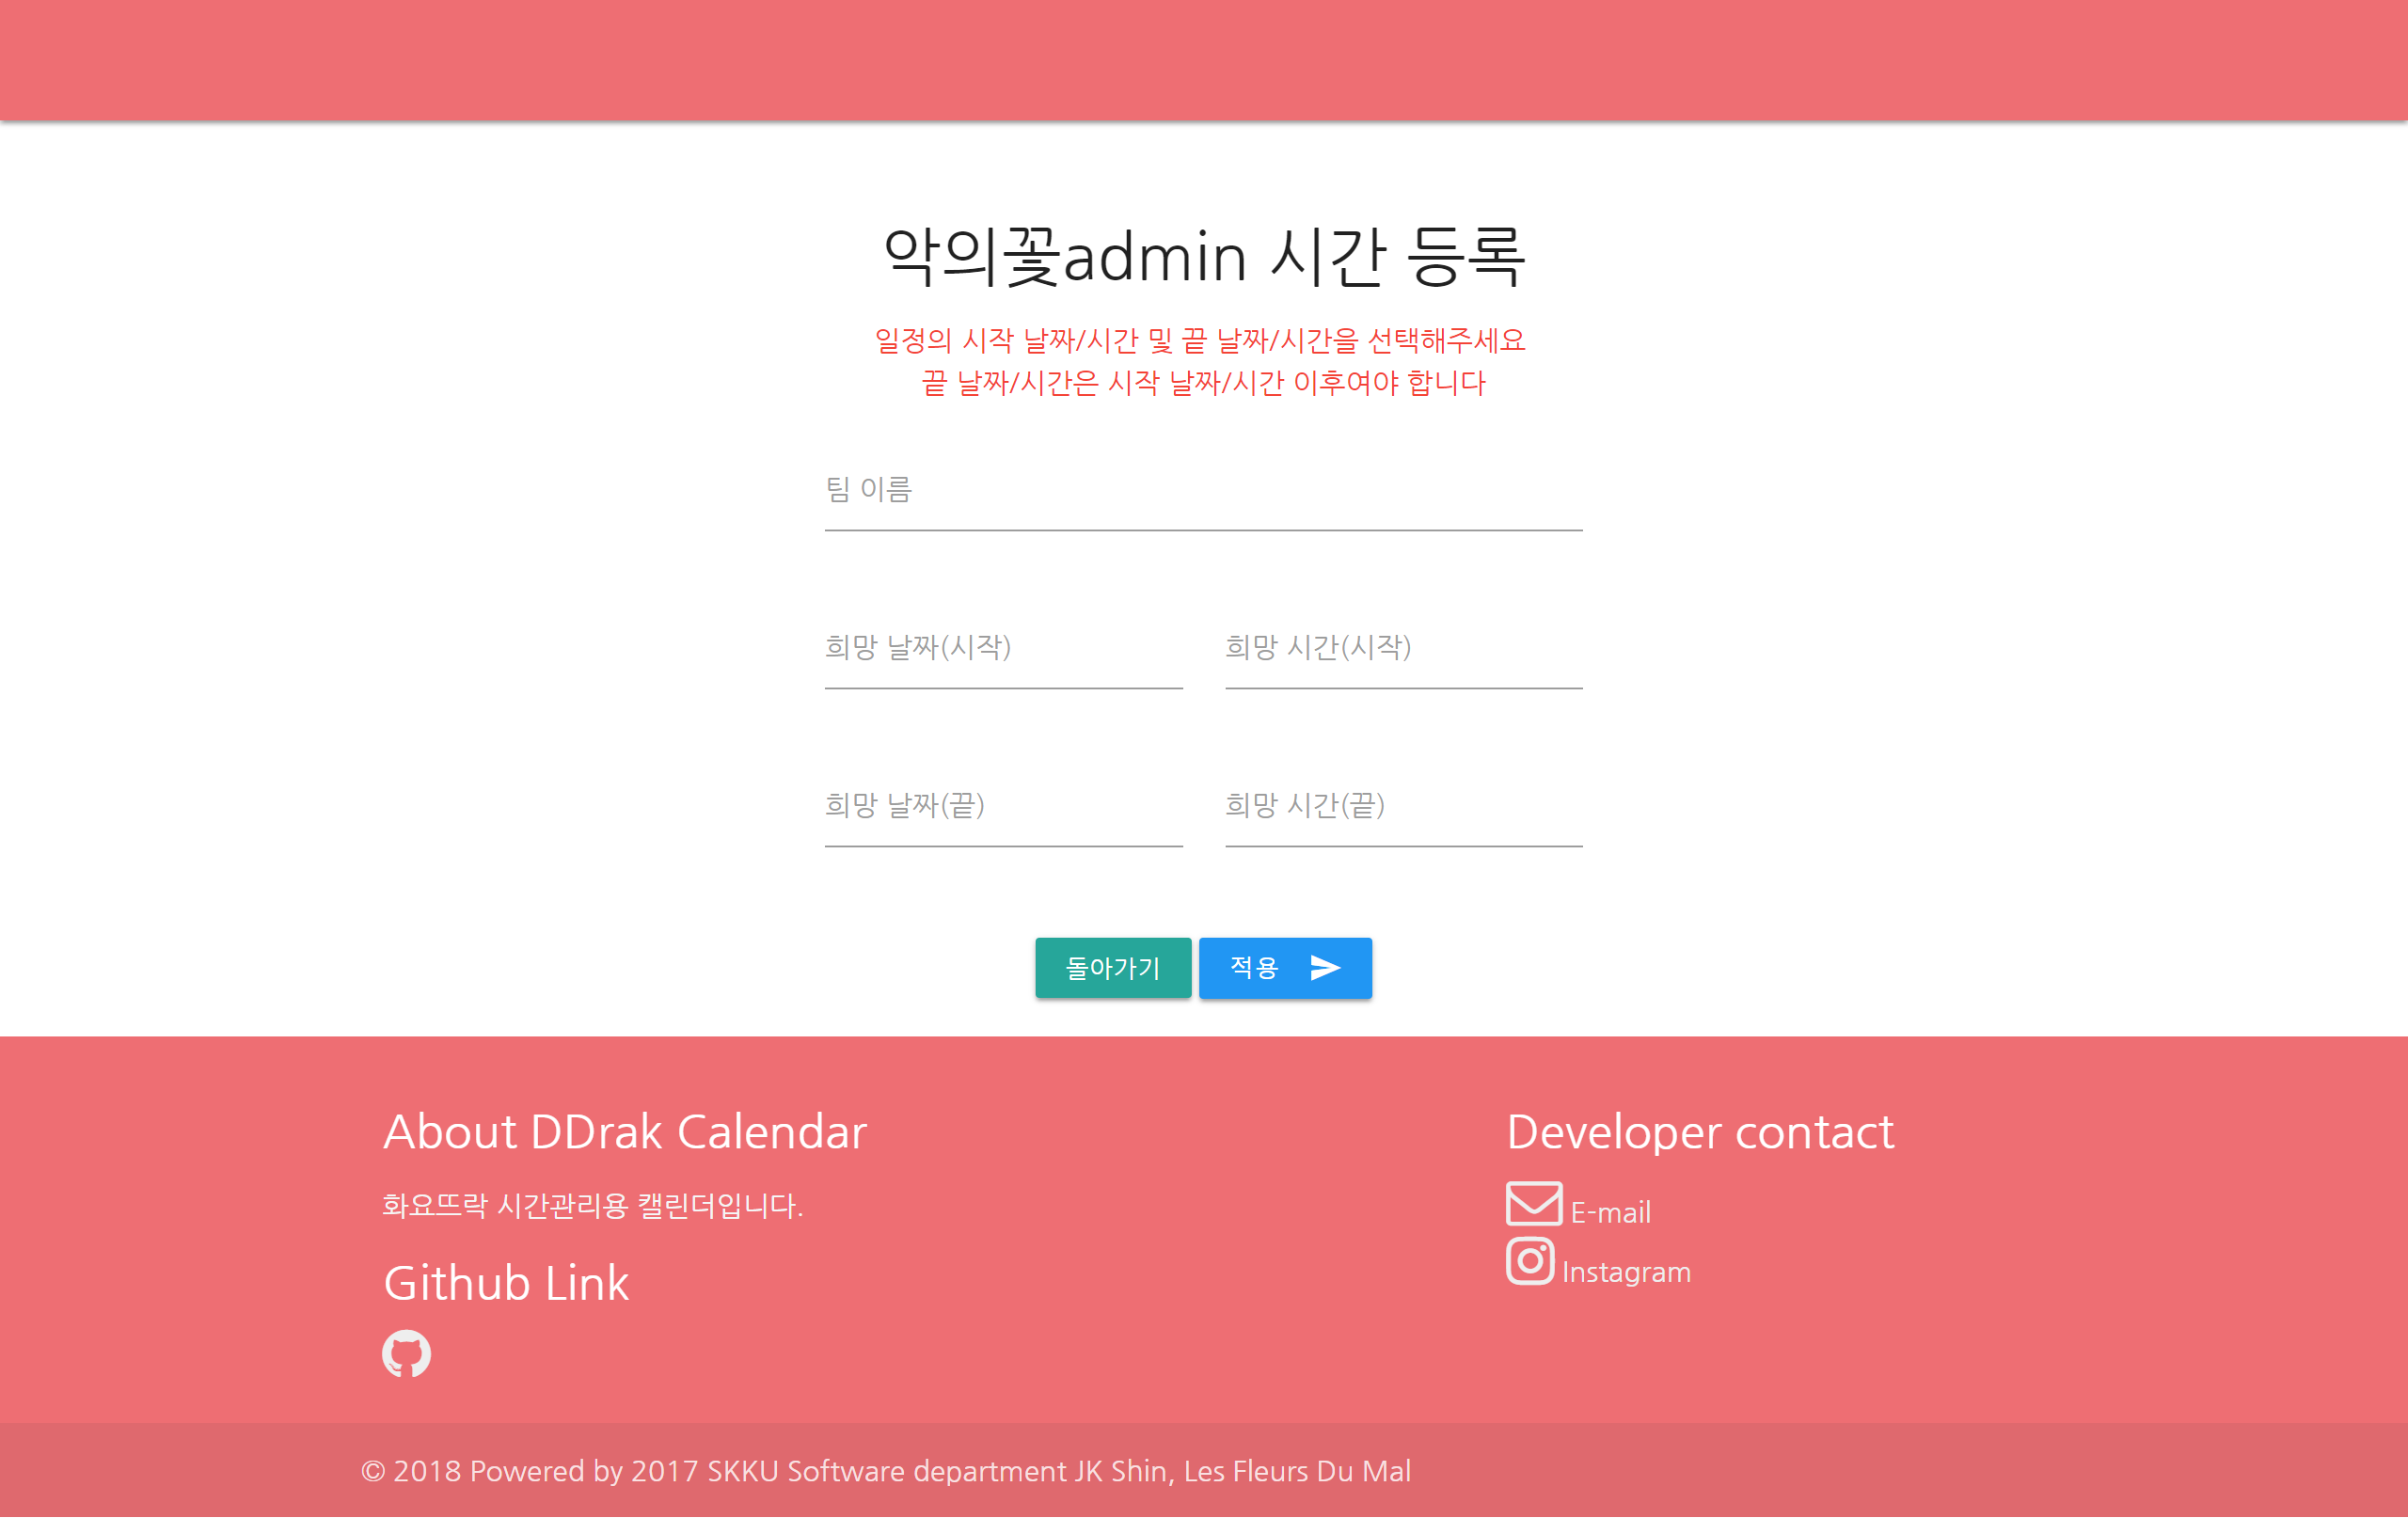 악의꽃admin 시간 등록
일정의 시작 날짜/시간 및 끝 날짜/시간을 선택해주세요
끝 날짜/시간은 시작 날짜/시간 이후여야 합니다
팀 이름
희망 날짜(시작) 희망 시간(시작)
희망 날짜(끝) 희망 시간(끝)
돌아가기 적용
About DDrak Calendar
화요뜨락 시간관리용 캘린더입니다.
Github Link
Developer contact
E-mail
Instagram
© 2018 Powered by 2017 SKKU Software department JK Shin, Les Fleurs Du Mal